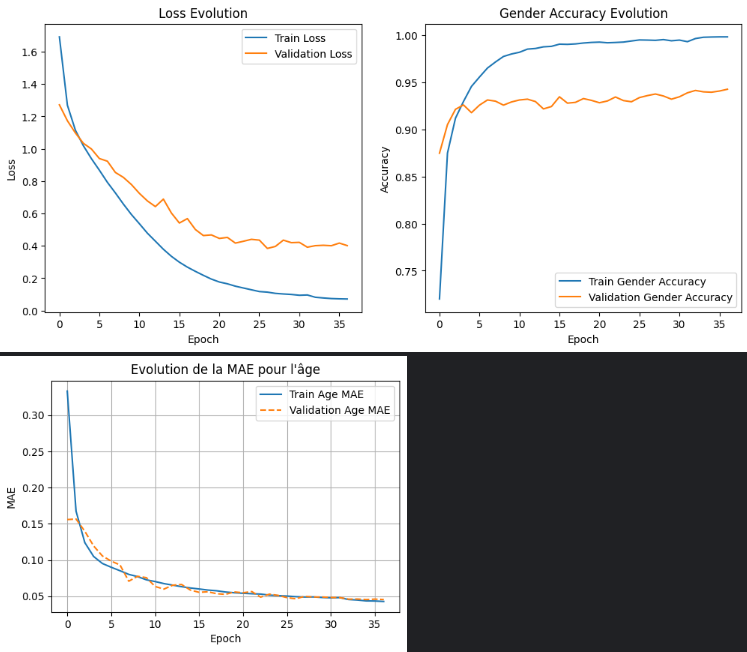 Loss Evolution
Train Loss
Validation Loss
1.6
1.4
1.2
1.0
0.8
0.6
0.4
0.2
0.0
Loss
0 5 10 15 20 25 30 35
Epoch
Gender Accuracy Evolution
1.00
0.95
0.90
0.85
0.80
0.75
Accuracy
Train Gender Accuracy
Validation Gender Accuracy
0 5 10 15 20 25 30 35
Epoch
Evolution de la MAE pour l'âge
Train Age MAE
Validation Age MAE
0.30
0.25
0.20
0.15
0.10
0.05
MAE
0 5 10 15 20 25 30 35
Epoch